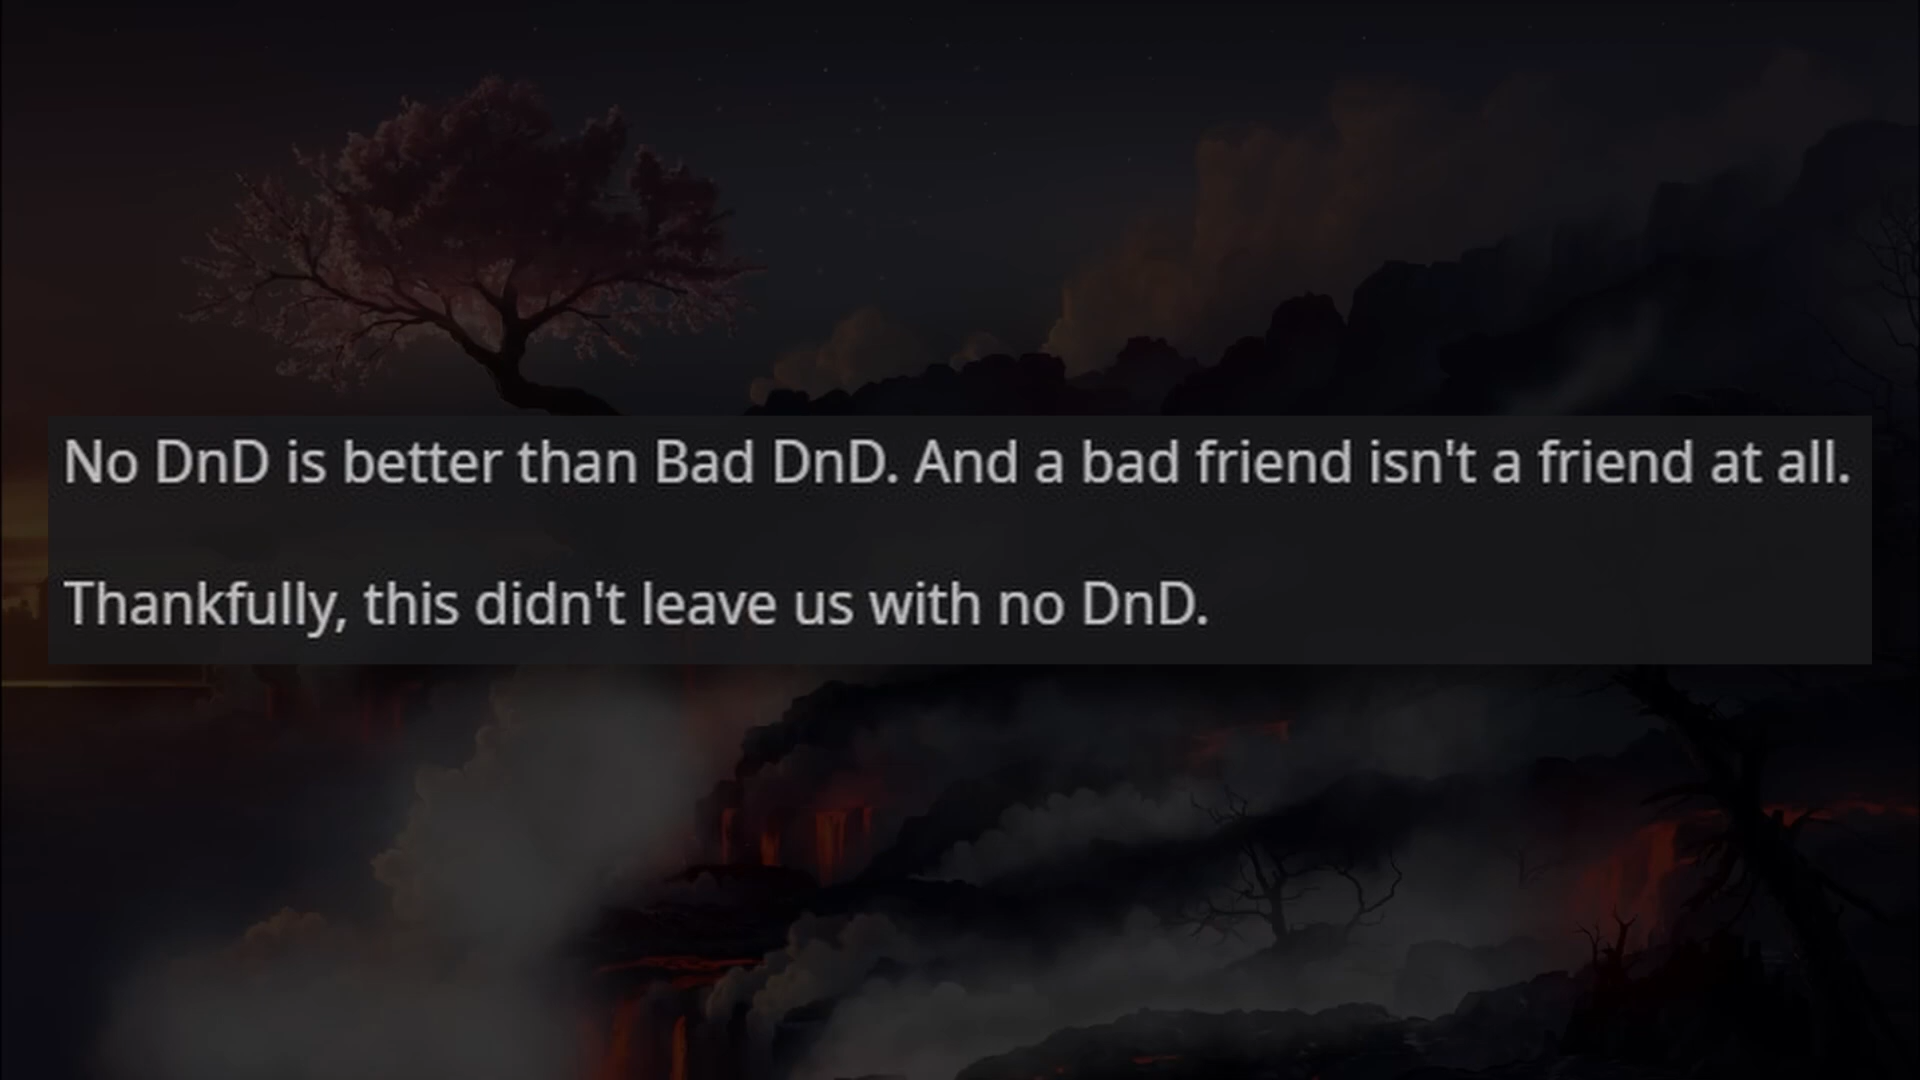 No DnD is better than Bad DnD. And a bad friend isn't a friend at all.
Thankfully, this didn't leave us with no DnD.